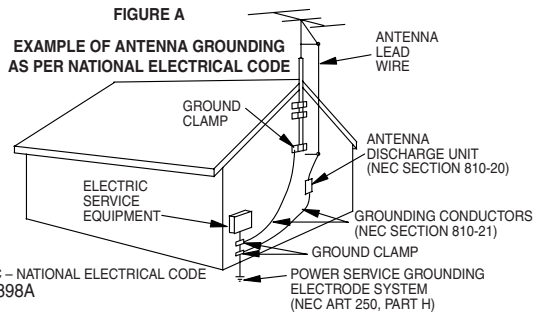 FIGURE A
EXAMPLE OF ANTENNA GROUNDING
AS PER NATIONAL ELECTRICAL CODE
ANTENNA
LEAD
WIRE
GROUND
CLAMP
ANTENNA
DISCHARGE UNIT
(NEC SECTION 810-20)
ELECTRIC
SERVICE
EQUIPMENT
GROUNDING CONDUCTORS
(NEC SECTION 810-21)
GROUND CLAMP
POWER SERVICE GROUNDING
ELECTRODE SYSTEM
(NEC ART 250, PART H)
– NATIONAL ELECTRICAL CODE
898A